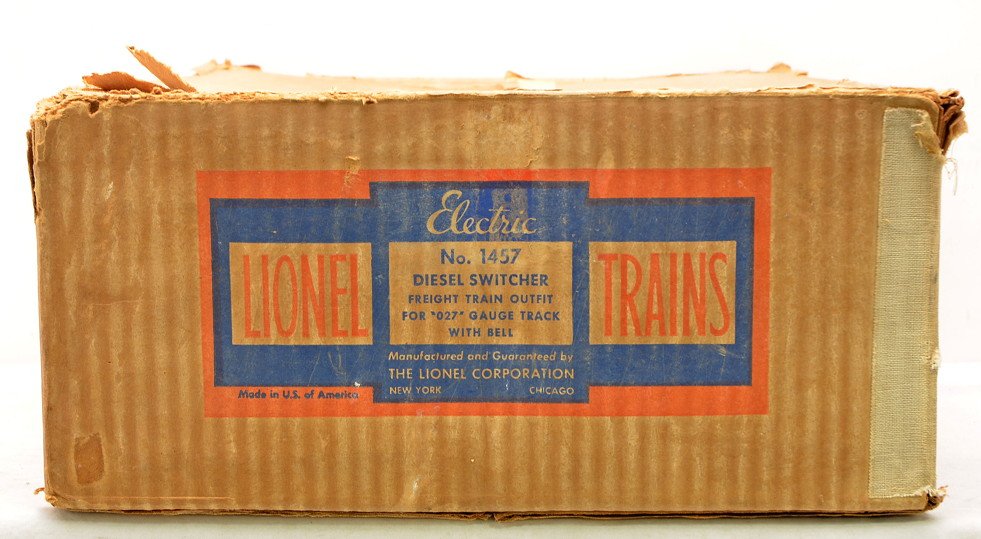 Electric
LIONEL TRAINS
No. 1457
DIESEL SWITCHER
FREIGHT TRAIN OUTFIT
FOR "027" GAUGE TRACK
WITH BELL
Manufactured and Guaranteed by
THE LIONEL CORPORATION
NEW YORK CHICAGO
Made in U.S. of America